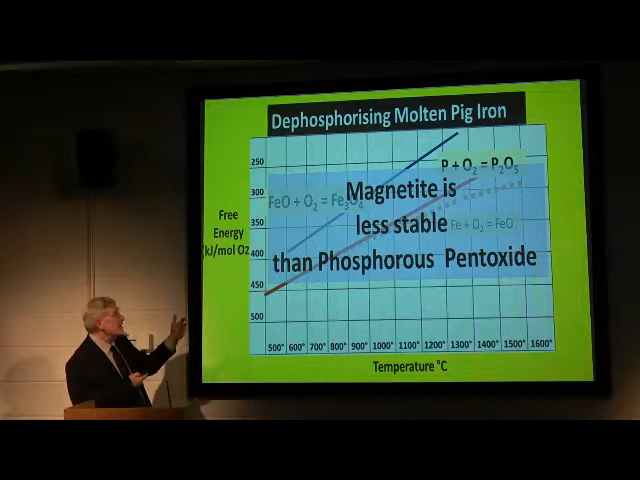 Dephosphorising Molten Pig Iron
250
P + O₂ = P₂O₅
300
FeO + O₂ = Fe₃O₄
Magnetite is
350
less stable
Fe + O₂ = FeO
Free
Energy
(kJ/mol O2
400
than Phosphorous Pentoxide
450
500
500° 600° 700° 800° 900° 1000° 1100° 1200° 1300° 1400° 1500° 1600°
Temperature °C